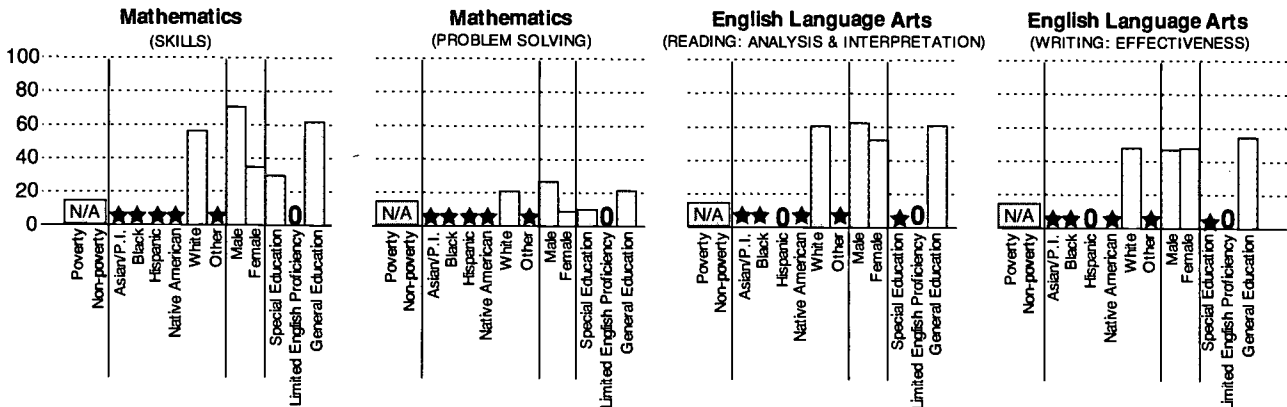 Mathematics
(SKILLS)
100
80
60
40
20
0
N/A
0
Poverty
Non-poverty
Asian/P.I.
Black
Hispanic
Native American
White
Other
Male
Female
Special Education
Limited English Proficiency
General Education
Mathematics
(PROBLEM SOLVING)
N/A
0
Poverty
Non-poverty
Asian/P.I.
Black
Hispanic
Native American
White
Other
Male
Female
Special Education
Limited English Proficiency
General Education
English Language Arts
(READING: ANALYSIS & INTERPRETATION)
N/A
0
0
Poverty
Non-poverty
Asian/P.I.
Black
Hispanic
Native American
White
Other
Male
Female
Special Education
Limited English Proficiency
General Education
English Language Arts
(WRITING: EFFECTIVENESS)
N/A
0
0
Poverty
Non-poverty
Asian/P.I.
Black
Hispanic
Native American
White
Other
Male
Female
Special Education
Limited English Proficiency
General Education